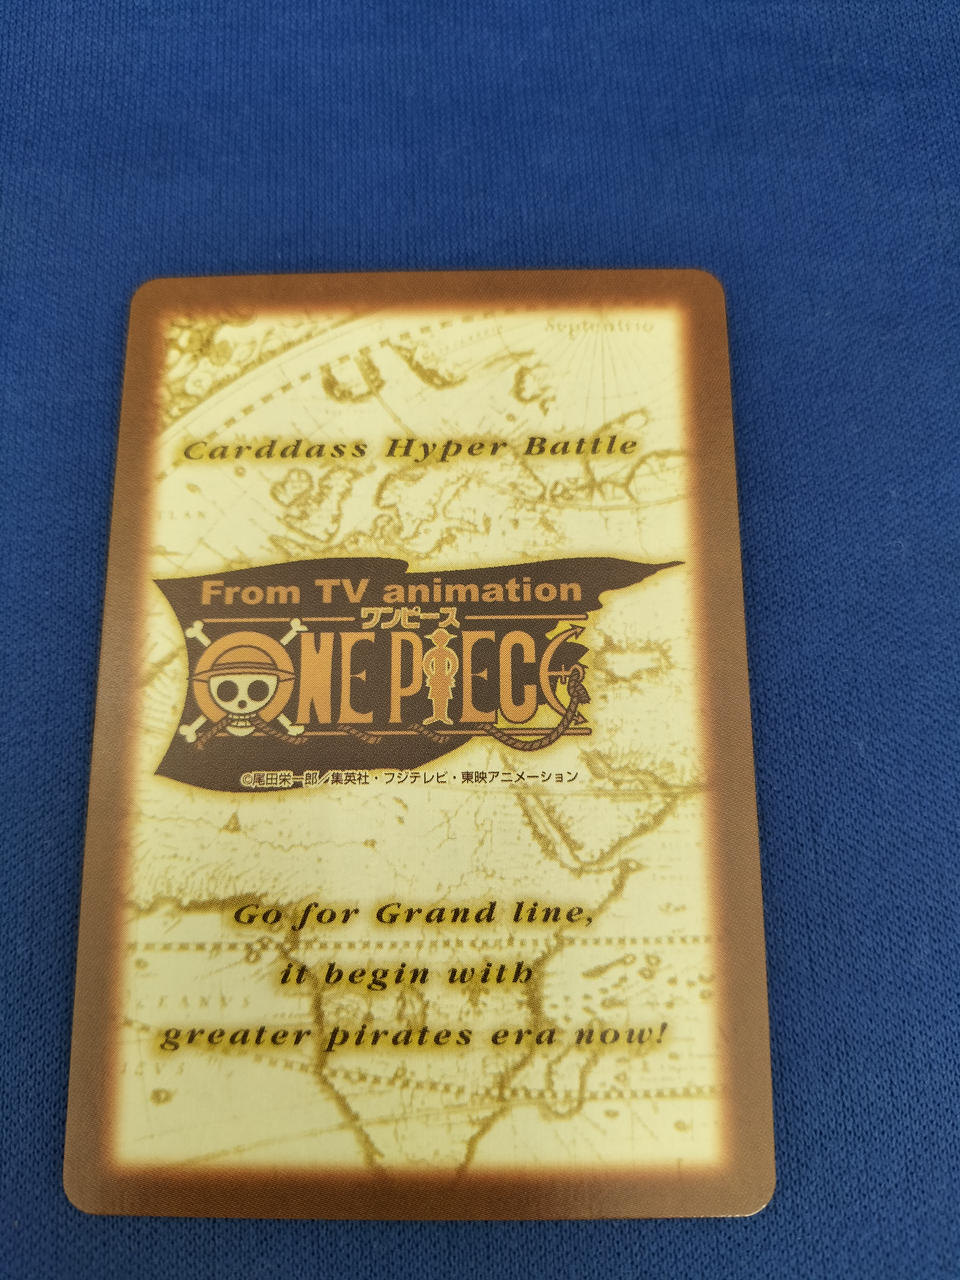 Septentrio
Carddass Hyper Battle
From TV animation
ワンピース
ONE PIECE
©尾田栄一郎／集英社・フジテレビ・東映アニメーション
Go for Grand line,
it begin with
greater pirates era now!